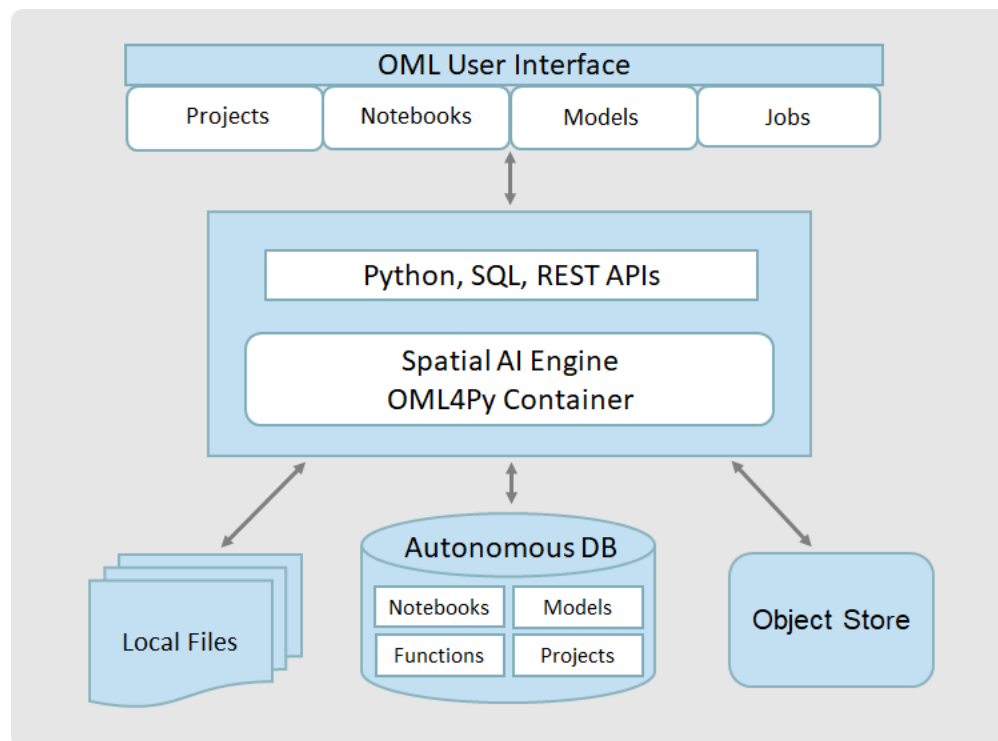 OML User Interface
Projects
Notebooks
Models
Jobs
Python, SQL, REST APIs
Spatial AI Engine
OML4Py Container
Local Files
Autonomous DB
Notebooks
Models
Functions
Projects
Object Store